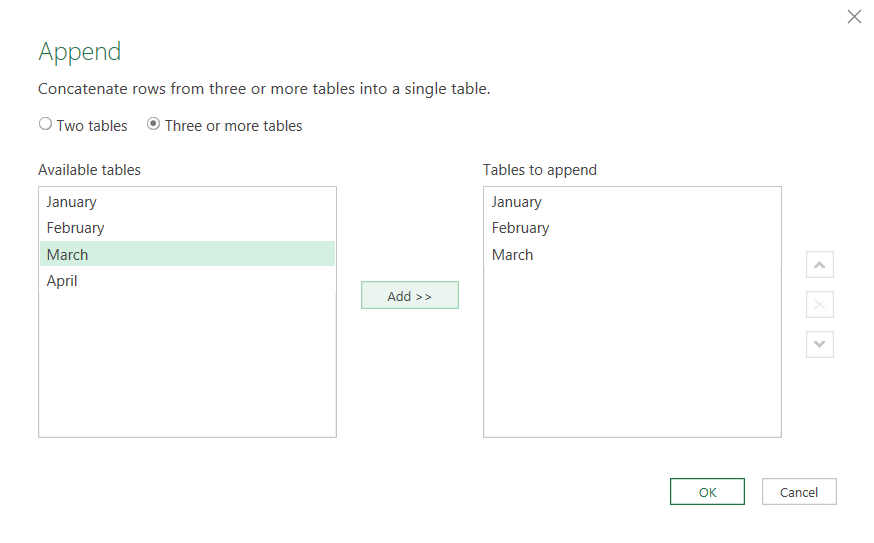 Append
Concatenate rows from three or more tables into a single table.
Two tables Three or more tables
Available tables
January
February
March
April
Add >>
Tables to append
January
February
March
OK Cancel